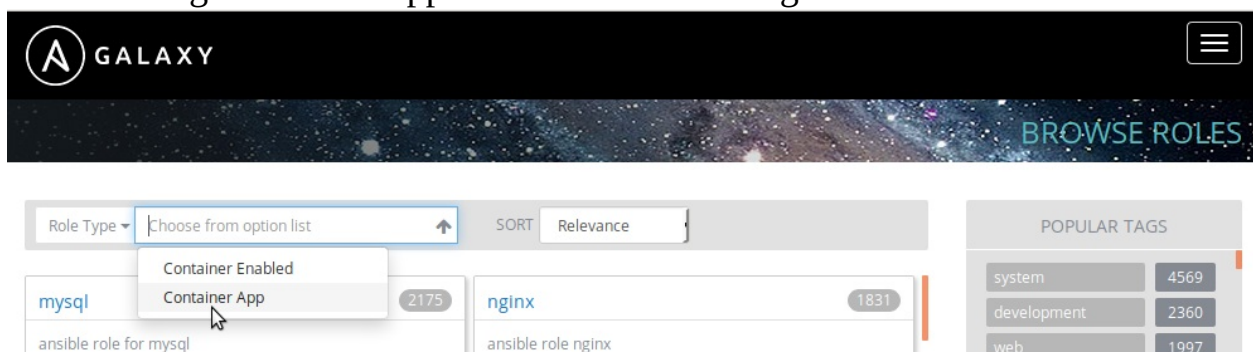 GALAXY
BROWSE ROLES
Role Type
Choose from option list
SORT
Relevance
POPULAR TAGS
Container Enabled
Container App
system 4569
development 2360
web 1997
mysql 2175
ansible role for mysql
nginx 1831
ansible role nginx